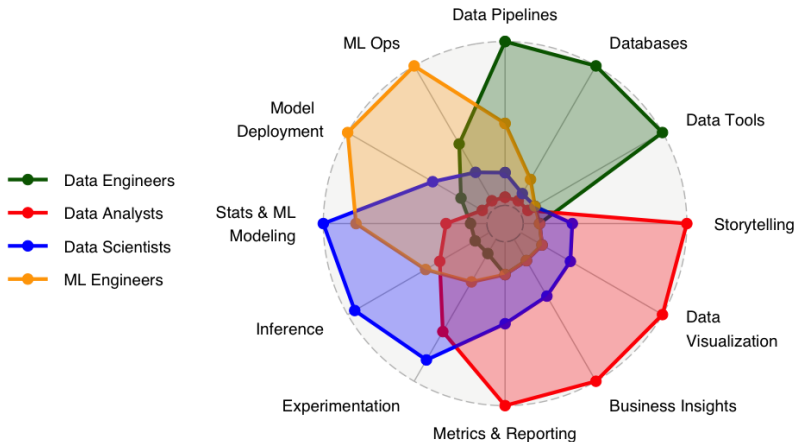 Data Pipelines
ML Ops
Databases
Model
Deployment
Data Tools
Data Engineers
Data Analysts
Data Scientists
ML Engineers
Stats & ML
Modeling
Storytelling
Inference
Data
Visualization
Experimentation
Business Insights
Metrics & Reporting